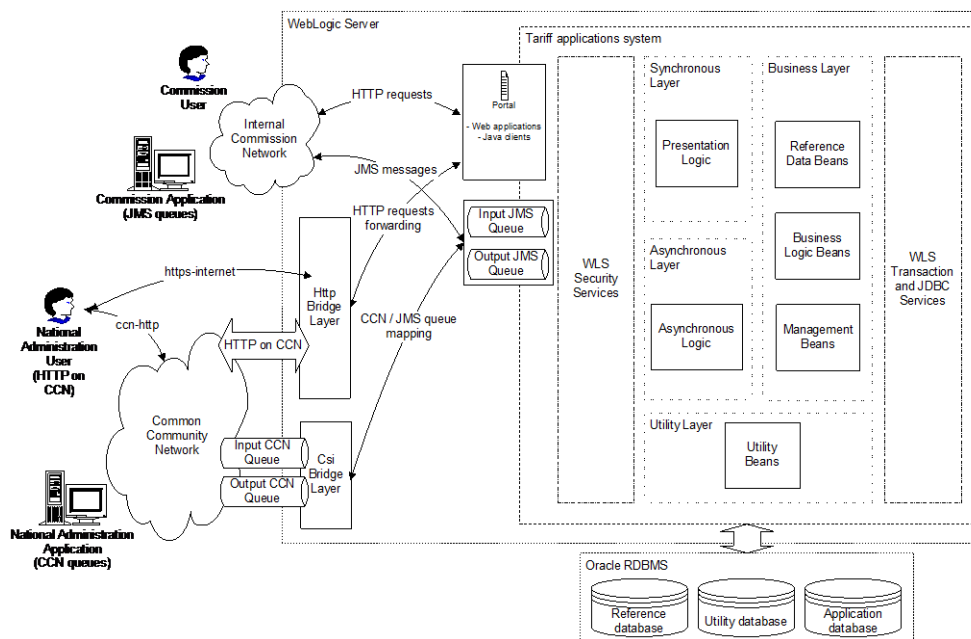 WebLogic Server
Tariff applications system
Commission
User
Internal
Commission
Network
HTTP requests
Portal
- Web applications
- Java clients
Synchronous
Layer
Business Layer
Presentation
Logic
Reference
Data Beans
Commission Application
(JMS queues)
JMS messages
HTTP requests
forwarding
Input JMS
Queue
Output JMS
Queue
WLS
Security
Services
Asynchronous
Layer
Business
Logic Beans
WLS
Transaction
and JDBC
Services
https-internet
Http
Bridge
Layer
National
Administration
User
(HTTP on
CCN)
ccn-http
HTTP on CCN
CCN / JMS queue
mapping
Asynchronous
Logic
Management
Beans
Common
Community
Network
Input CCN
Queue
Output CCN
Queue
Csi
Bridge
Layer
Utility Layer
Utility
Beans
National Administration
Application
(CCN queues)
Oracle RDBMS
Reference
database
Utility database
Application
database